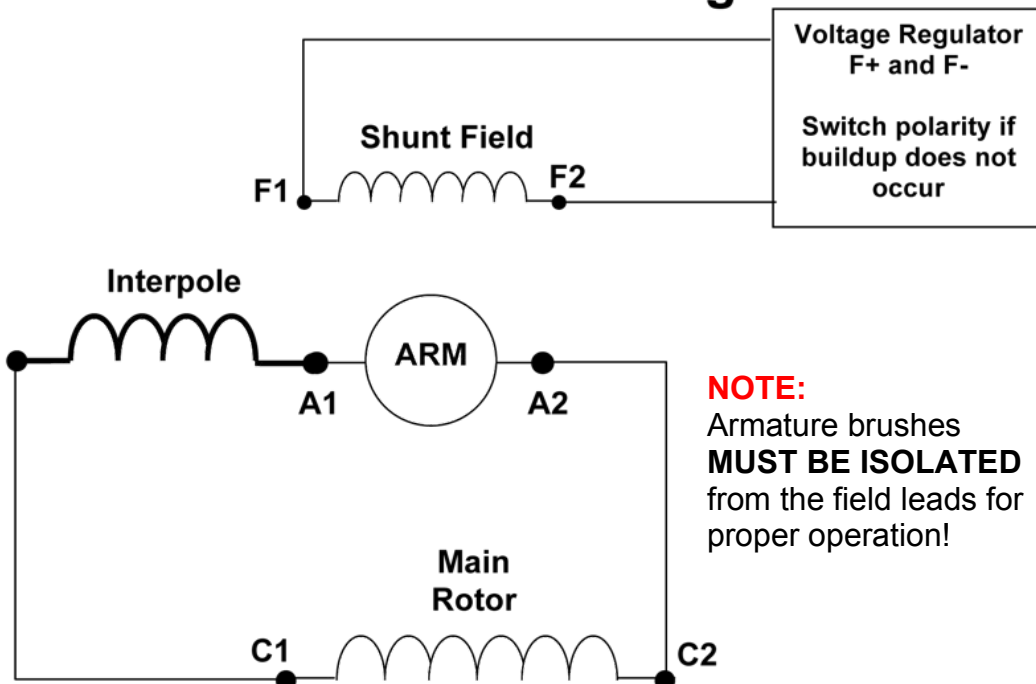 Voltage Regulator
F+ and F-
Switch polarity if
buildup does not
occur
Shunt Field
F1
F2
Interpole
ARM
A1
A2
NOTE:
Armature brushes
MUST BE ISOLATED
from the field leads for
proper operation!
Main
Rotor
C1
C2